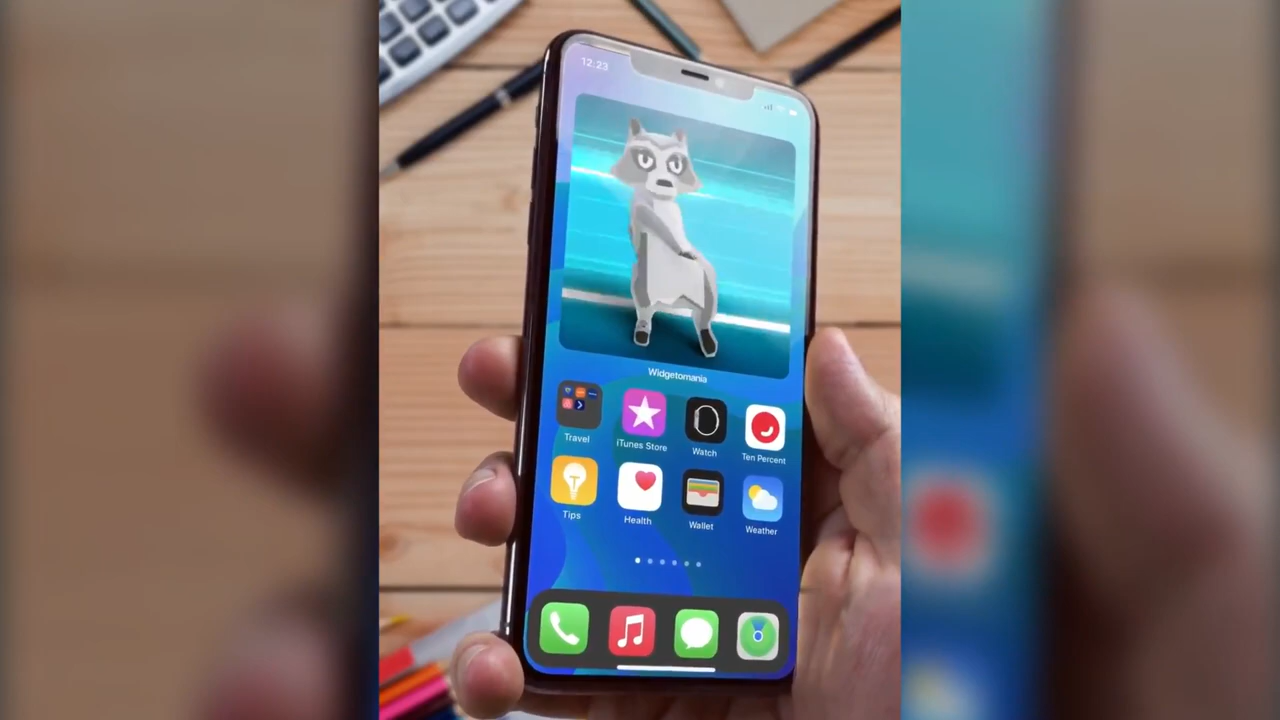 12.23
Widgetomania
Travel
iTunes Store
Watch
Ten Percent
Tips
Health
Wallet
Weather